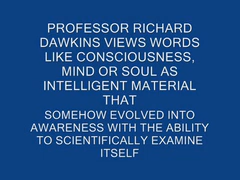 PROFESSOR RICHARD
DAWKINS VIEWS WORDS
LIKE CONSCIOUSNESS,
MIND OR SOUL AS
INTELLIGENT MATERIAL
THAT
SOMEHOW EVOLVED INTO
AWARENESS WITH THE ABILITY
TO SCIENTIFICALLY EXAMINE
ITSELF